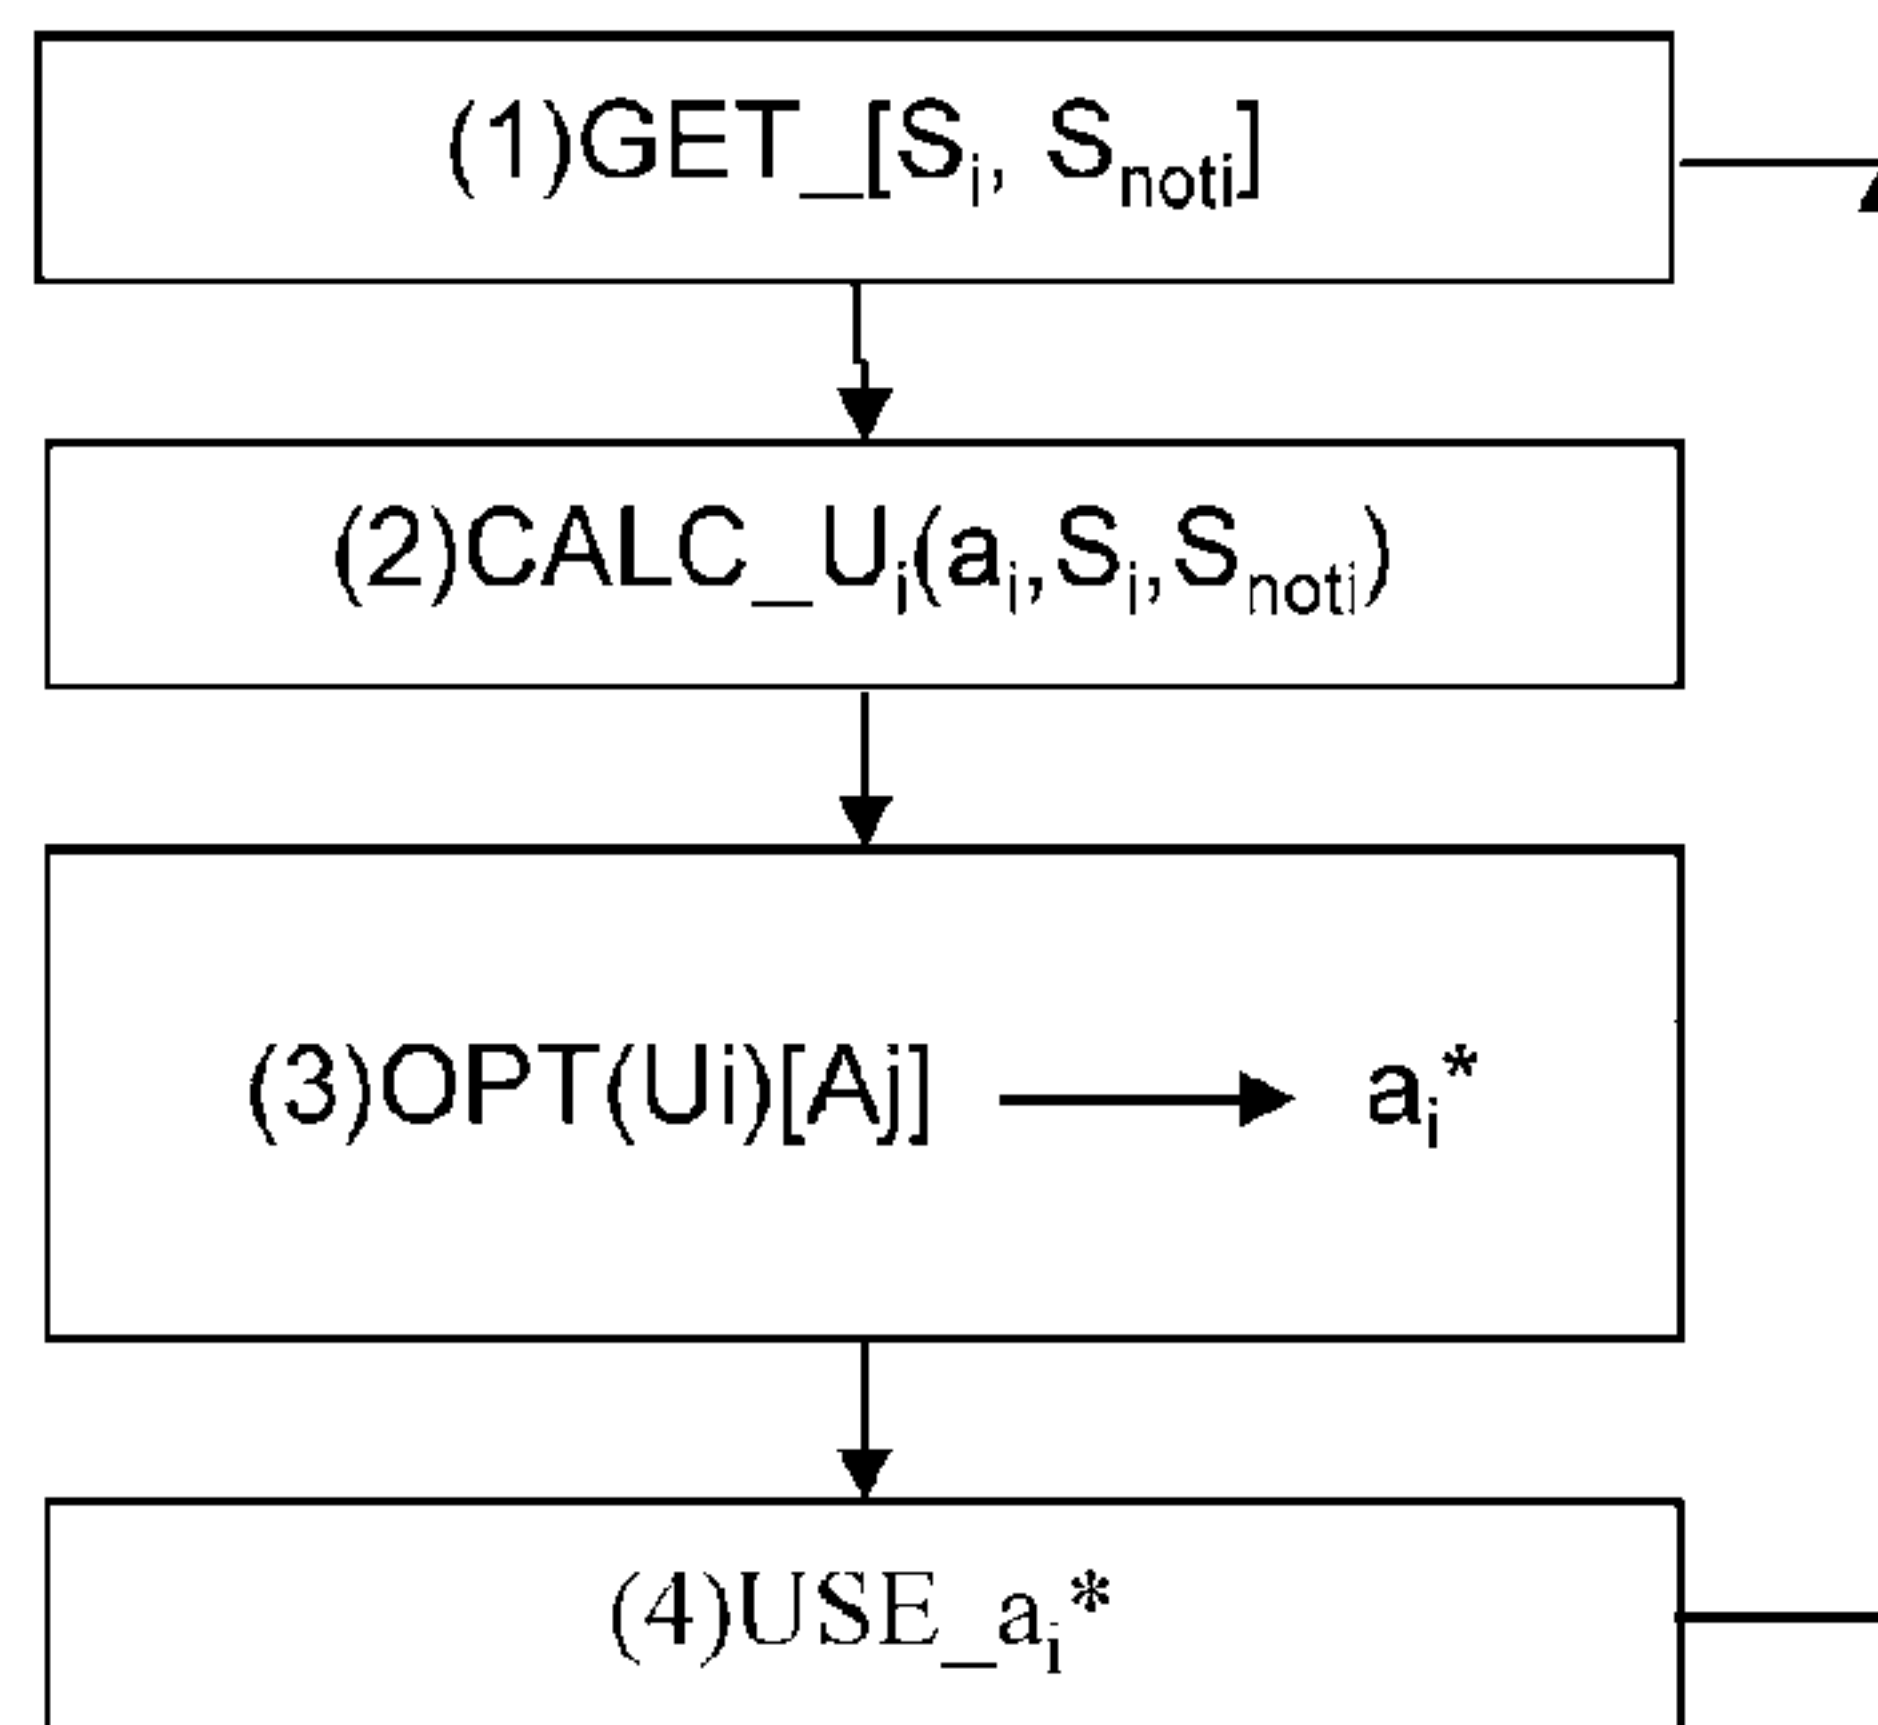 (1)GET_[Si, Snoti]
(2)CALC_Ui(ai,Si,Snoti)
(3)OPT(Ui)[Aj] ai*
(4)USE_ai*